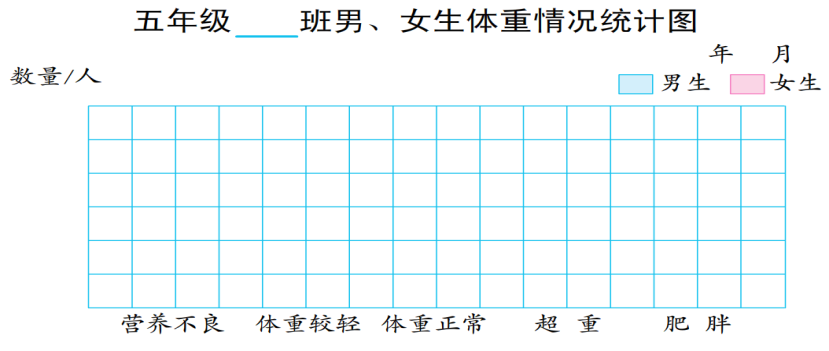 五年级____班男、女生体重情况统计图
年 月
数量/人 男生 女生
营养不良 体重较轻 体重正常 超重 肥胖